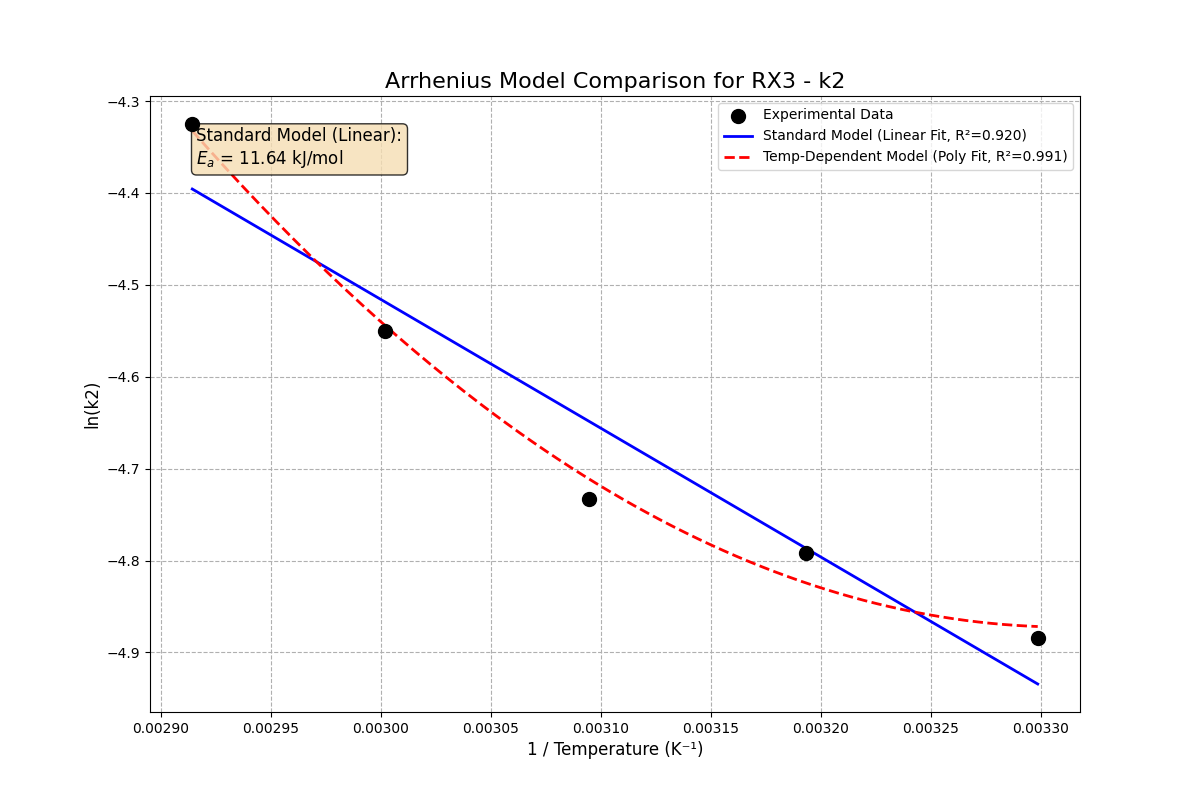 Arrhenius Model Comparison for RX3 - k2
Experimental Data
Standard Model (Linear Fit, R²=0.920)
Temp-Dependent Model (Poly Fit, R²=0.991)
Standard Model (Linear):
Eₐ = 11.64 kJ/mol
ln(k2)
−4.3
−4.4
−4.5
−4.6
−4.7
−4.8
−4.9
0.00290 0.00295 0.00300 0.00305 0.00310 0.00315 0.00320 0.00325 0.00330
1 / Temperature (K⁻¹)